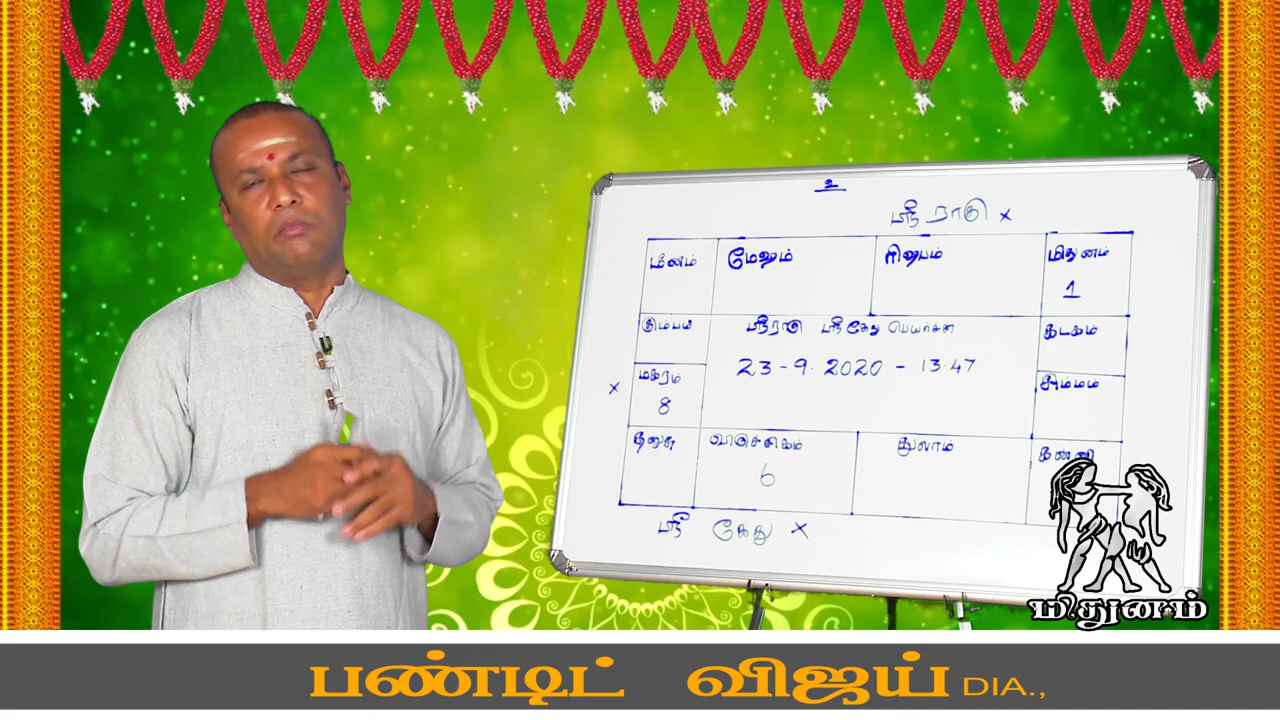 உ
ஸ்ரீ ராகு ×
மீனம் மேஷம் ரிஷபம் மிதுனம்
1
கும்பம் ஸ்ரீராகு ஸ்ரீகேது பெயர்ச்சி கடகம்
23-9-2020 - 13.47
× மகரம் சிம்மம்
8
தனுசு விருச்சிகம் துலாம் கன்னி
6
ஸ்ரீ கேது ×
மிதுனம்
பண்டிட் விஜய் DIA.,